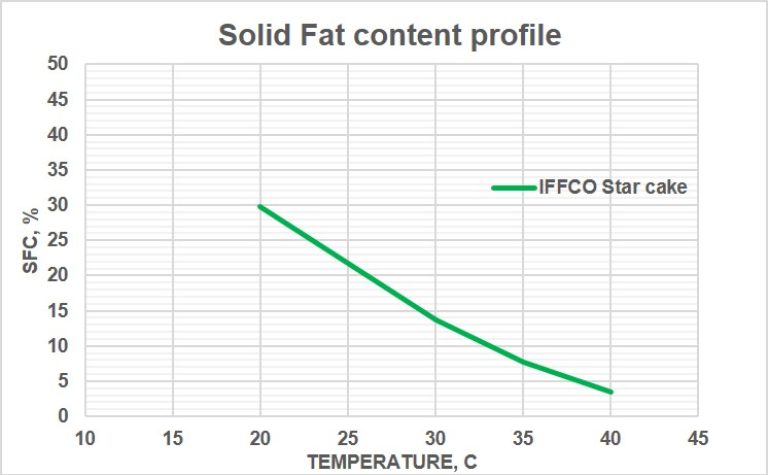 Solid Fat content profile
50
45
40
35
30
25
20
15
10
5
0
SFC, %
IFFCO Star cake
10 15 20 25 30 35 40 45
TEMPERATURE, C